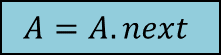 A = A.next